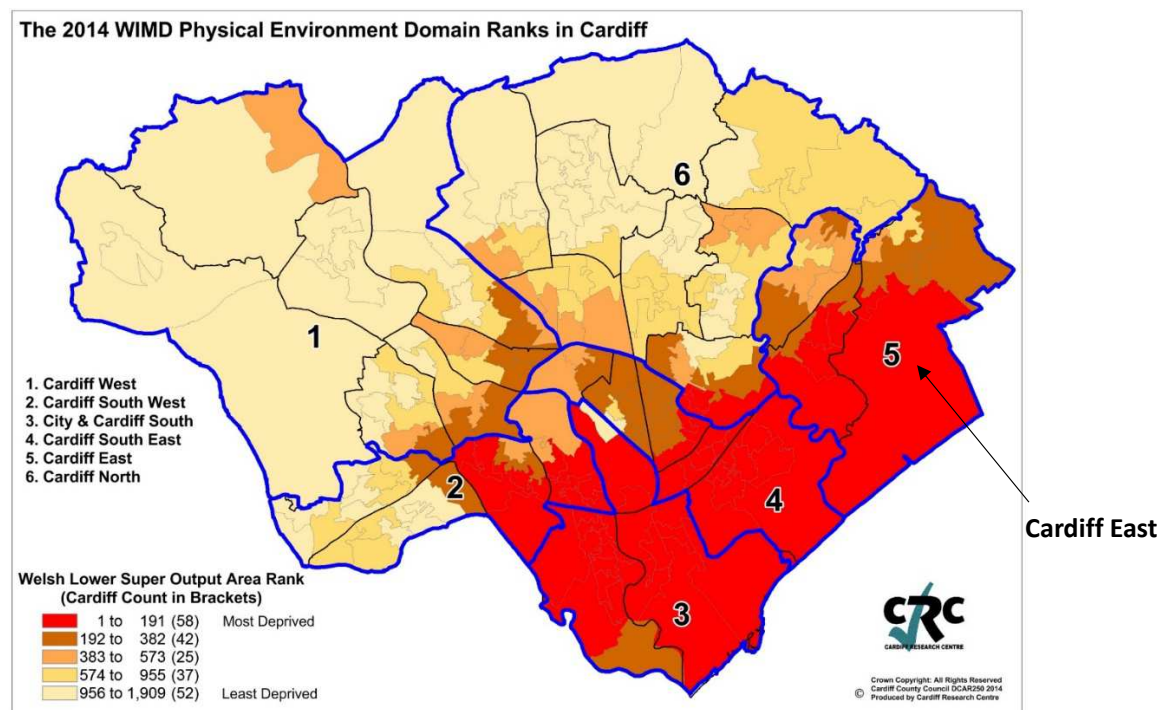 The 2014 WIMD Physical Environment Domain Ranks in Cardiff
6
1
5
1. Cardiff West
2. Cardiff South West
3. City & Cardiff South
4. Cardiff South East
5. Cardiff East
6. Cardiff North
2
4
Cardiff East
Welsh Lower Super Output Area Rank
(Cardiff Count in Brackets)
1 to 191 (58) Most Deprived
192 to 382 (42)
383 to 573 (25)
574 to 955 (37)
956 to 1,909 (52) Least Deprived
3
CRC
CARDIFF RESEARCH CENTRE
Crown Copyright: All Rights Reserved
© Cardiff County Council DCAR250 2014
Produced by Cardiff Research Centre